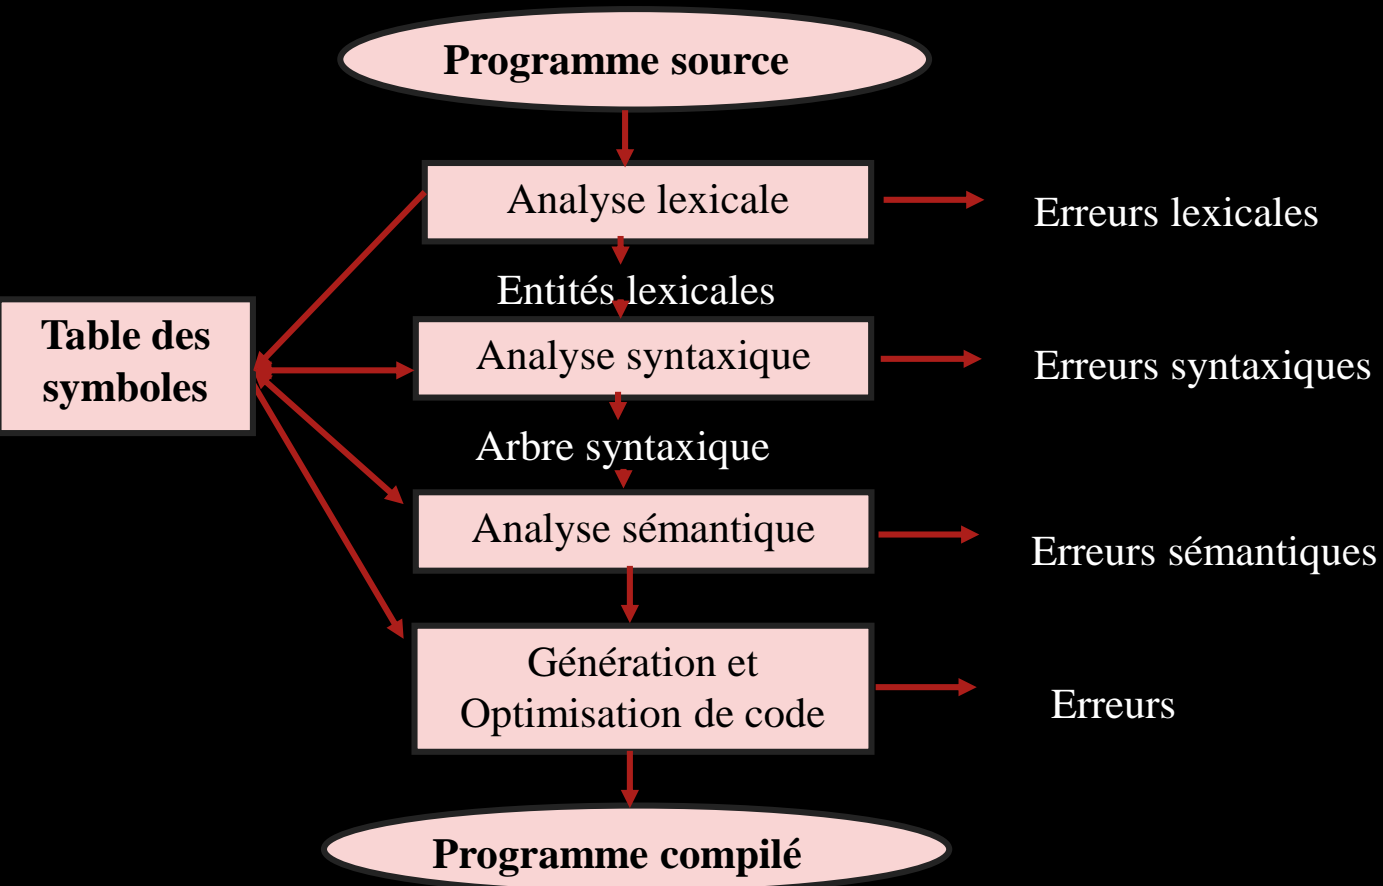 Programme source
Analyse lexicale
Erreurs lexicales
Entités lexicales
Table des
symboles
Analyse syntaxique
Erreurs syntaxiques
Arbre syntaxique
Analyse sémantique
Erreurs sémantiques
Génération et
Optimisation de code
Erreurs
Programme compilé